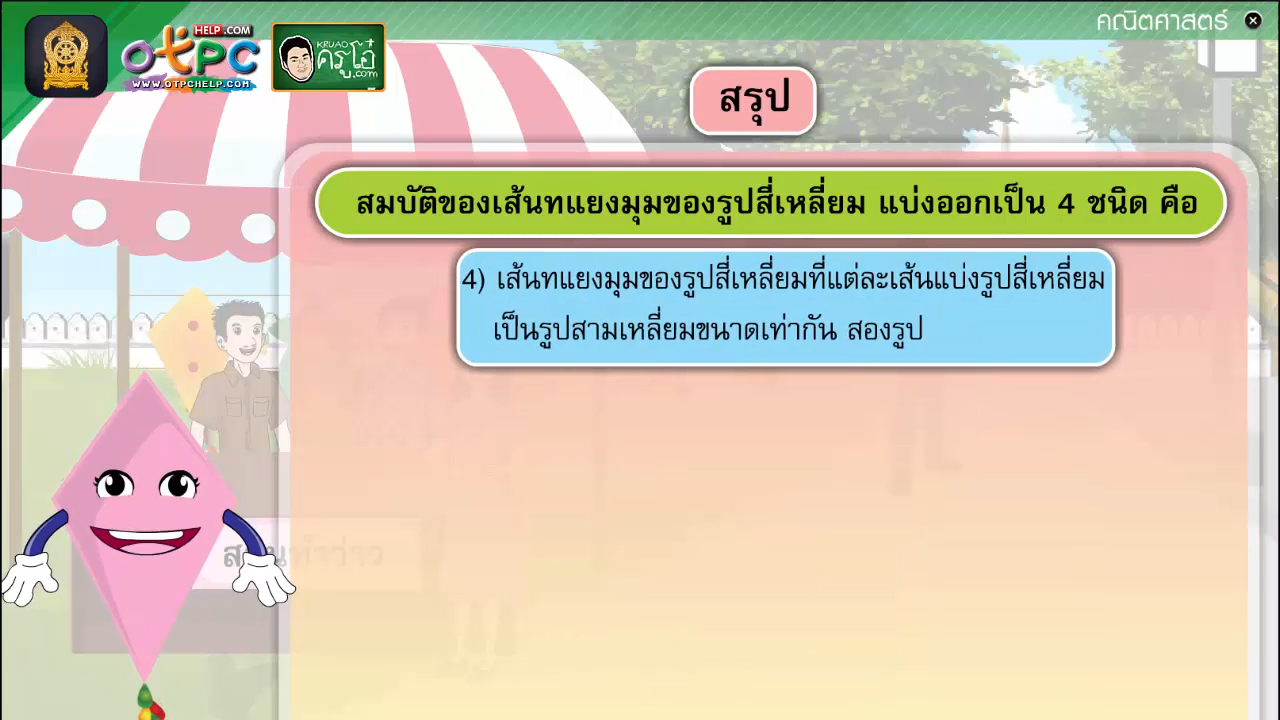 คณิตศาสตร์
OTPC
HELP.COM
WWW.OTPCHELP.COM
KRUAO
ครูโอ๋
.com
สรุป
สมบัติของเส้นทแยงมุมของรูปสี่เหลี่ยม แบ่งออกเป็น 4 ชนิด คือ
4) เส้นทแยงมุมของรูปสี่เหลี่ยมที่แต่ละเส้นแบ่งรูปสี่เหลี่ยม
เป็นรูปสามเหลี่ยมขนาดเท่ากัน สองรูป